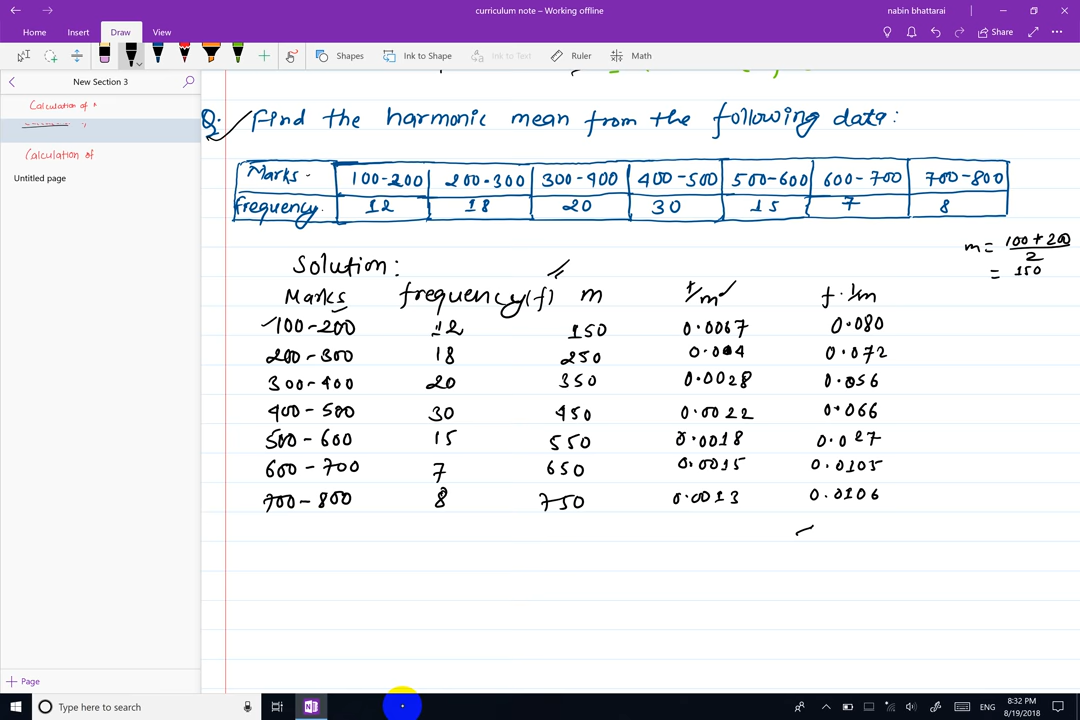 curriculum note – Working offline
nabin bhattarai
Home Insert Draw View
Share
Shapes Ink to Shape Ink to Text Ruler Math
New Section 3
Calculation of
Calculation of
Untitled page
Q. Find the harmonic mean from the following data:
Marks 100-200 200-300 300-400 400-500 500-600 600-700 700-800
Frequency 12 18 20 30 15 7 8
m = 100+200/2
= 150
Solution:
Marks frequency(f) m 1/m f.1/m
100-200 12 150 0.0067 0.080
200-300 18 250 0.004 0.072
300-400 20 350 0.0028 0.056
400-500 30 450 0.0022 0.066
500-600 15 550 0.0018 0.027
600-700 7 650 0.0015 0.0105
700-800 8 750 0.0013 0.0106
+ Page
Type here to search
ENG
8:32 PM
8/19/2018